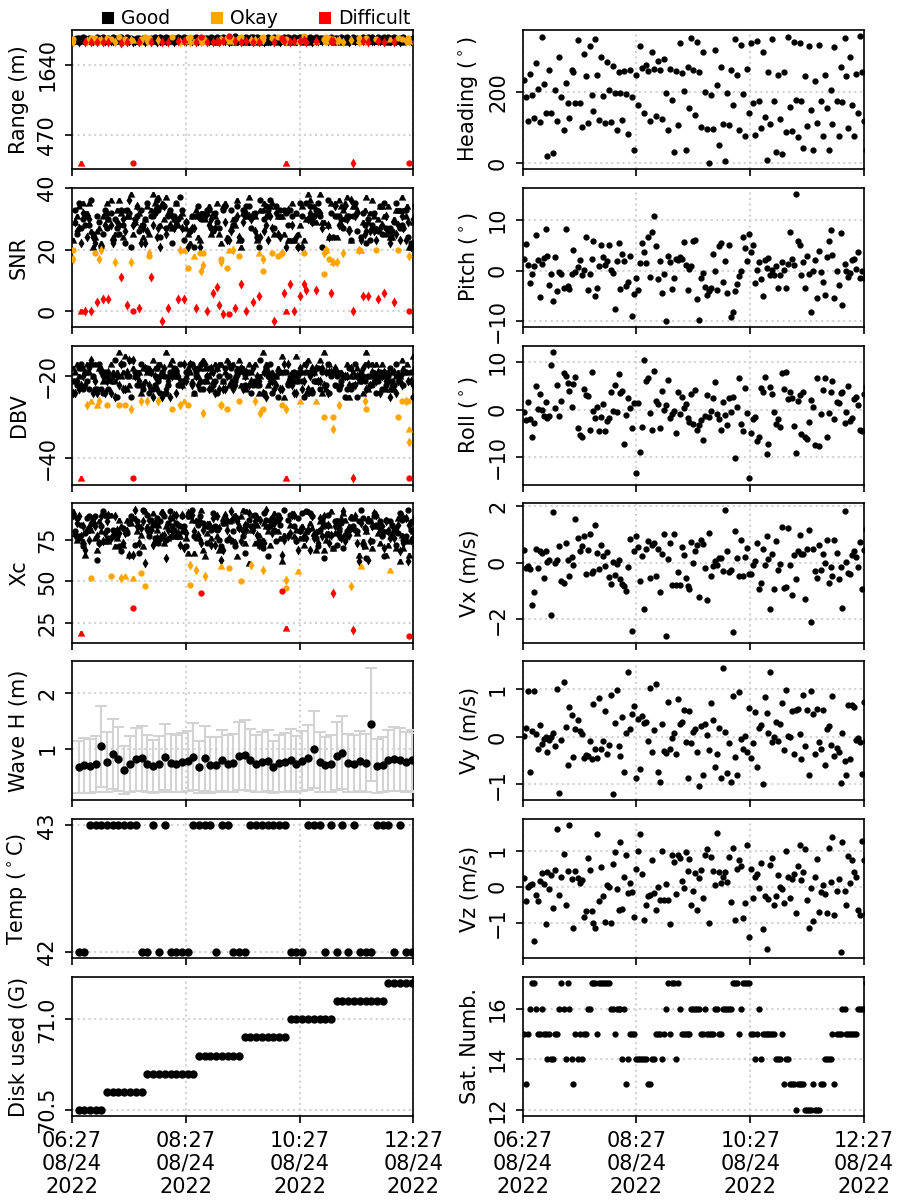 Good Okay Difficult
Range (m)
1640
470
Heading (°)
200
0
SNR
40
20
0
Pitch (°)
10
0
−10
DBV
−20
−40
Roll (°)
10
0
−10
Xc
75
50
25
Vx (m/s)
2
0
−2
Wave H (m)
2
1
Vy (m/s)
1
0
−1
Temp (°C)
43
42
Vz (m/s)
1
0
−1
Disk used (G)
71.0
70.5
Sat. Numb.
16
14
12
06:27 08:27 10:27 12:27
08/24 08/24 08/24 08/24
2022 2022 2022 2022
06:27 08:27 10:27 12:27
08/24 08/24 08/24 08/24
2022 2022 2022 2022